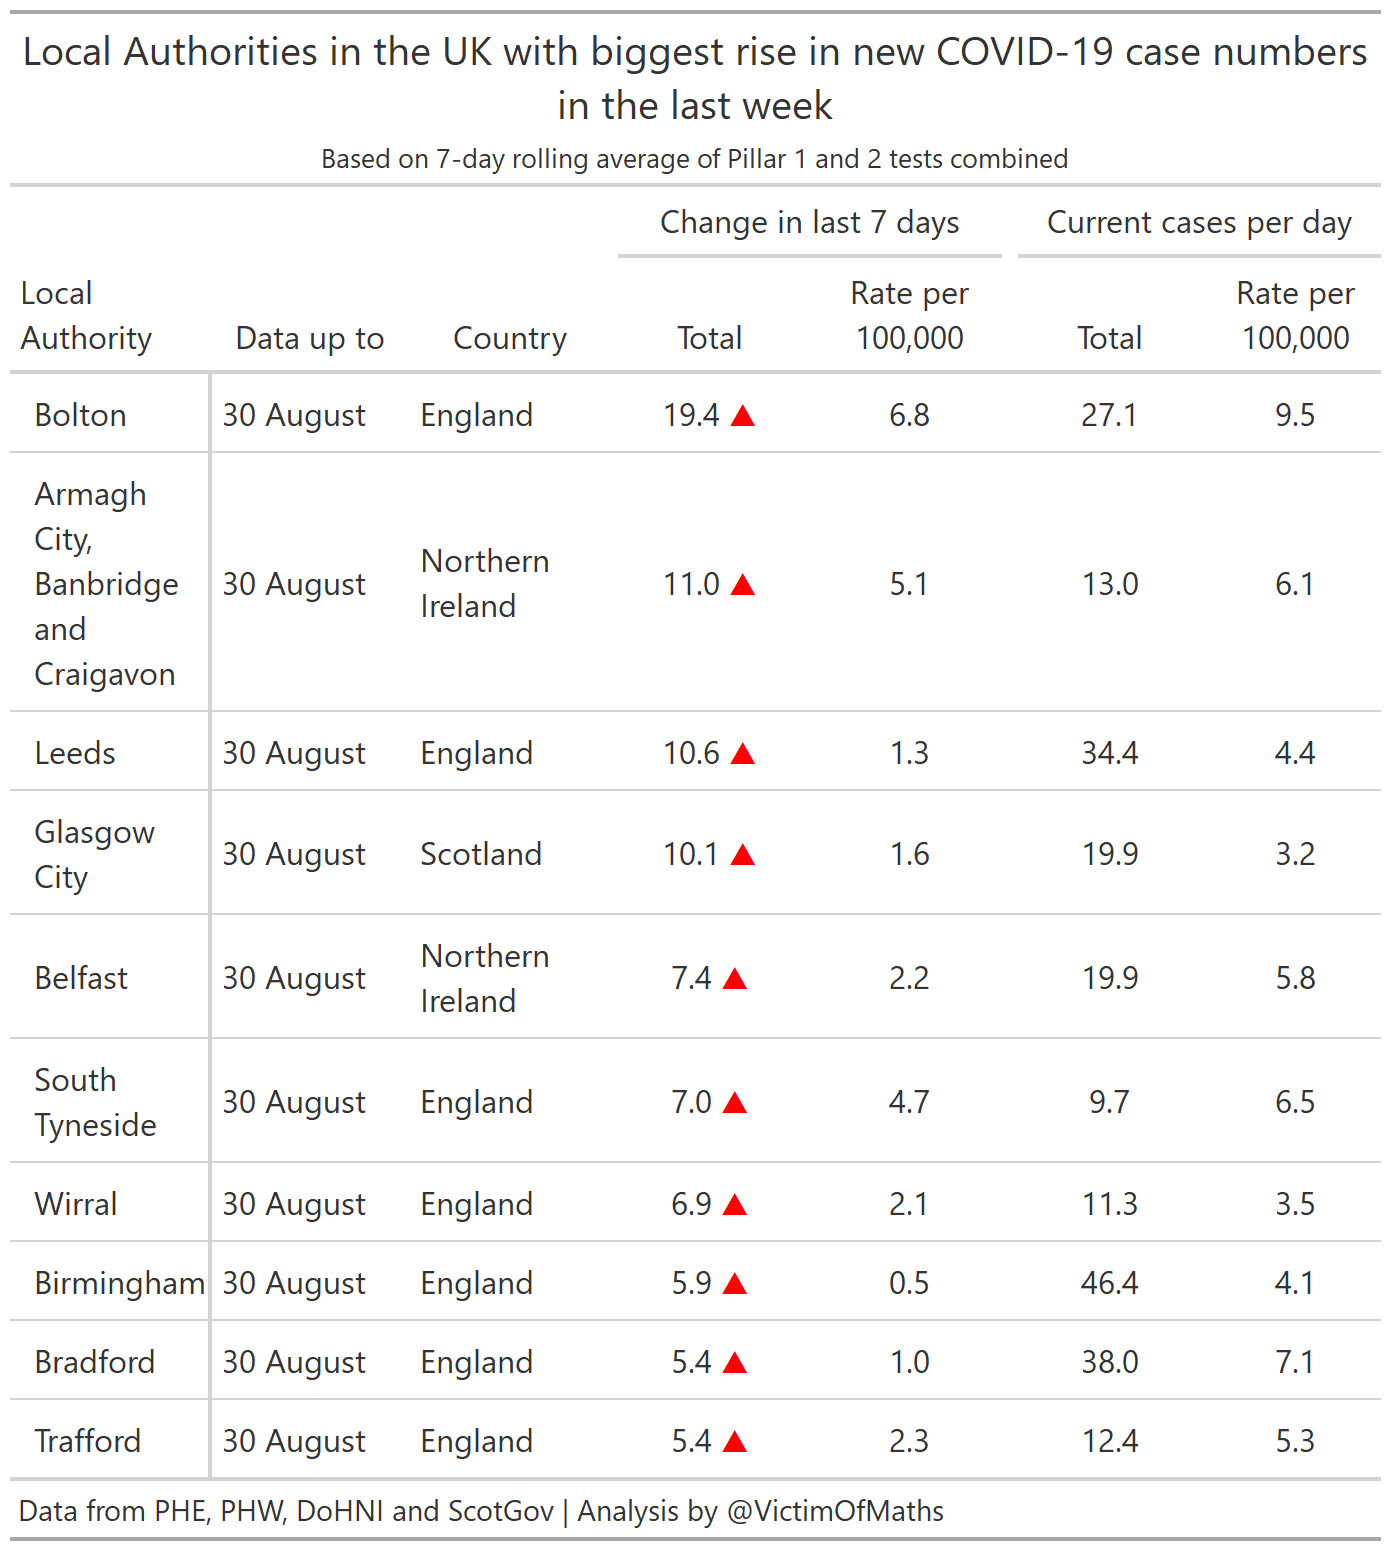 Local Authorities in the UK with biggest rise in new COVID-19 case numbers
in the last week
Based on 7-day rolling average of Pillar 1 and 2 tests combined
Change in last 7 days Current cases per day
Local
Authority
Data up to
Country
Total
Rate per
100,000
Total
Rate per
100,000
Bolton 30 August England 19.4 ▲ 6.8 27.1 9.5
Armagh
City,
Banbridge
and
Craigavon
30 August
Northern
Ireland
11.0 ▲ 5.1 13.0 6.1
Leeds 30 August England 10.6 ▲ 1.3 34.4 4.4
Glasgow
City
30 August Scotland 10.1 ▲ 1.6 19.9 3.2
Belfast 30 August
Northern
Ireland
7.4 ▲ 2.2 19.9 5.8
South
Tyneside
30 August England 7.0 ▲ 4.7 9.7 6.5
Wirral 30 August England 6.9 ▲ 2.1 11.3 3.5
Birmingham 30 August England 5.9 ▲ 0.5 46.4 4.1
Bradford 30 August England 5.4 ▲ 1.0 38.0 7.1
Trafford 30 August England 5.4 ▲ 2.3 12.4 5.3
Data from PHE, PHW, DoHNI and ScotGov | Analysis by @VictimOfMaths